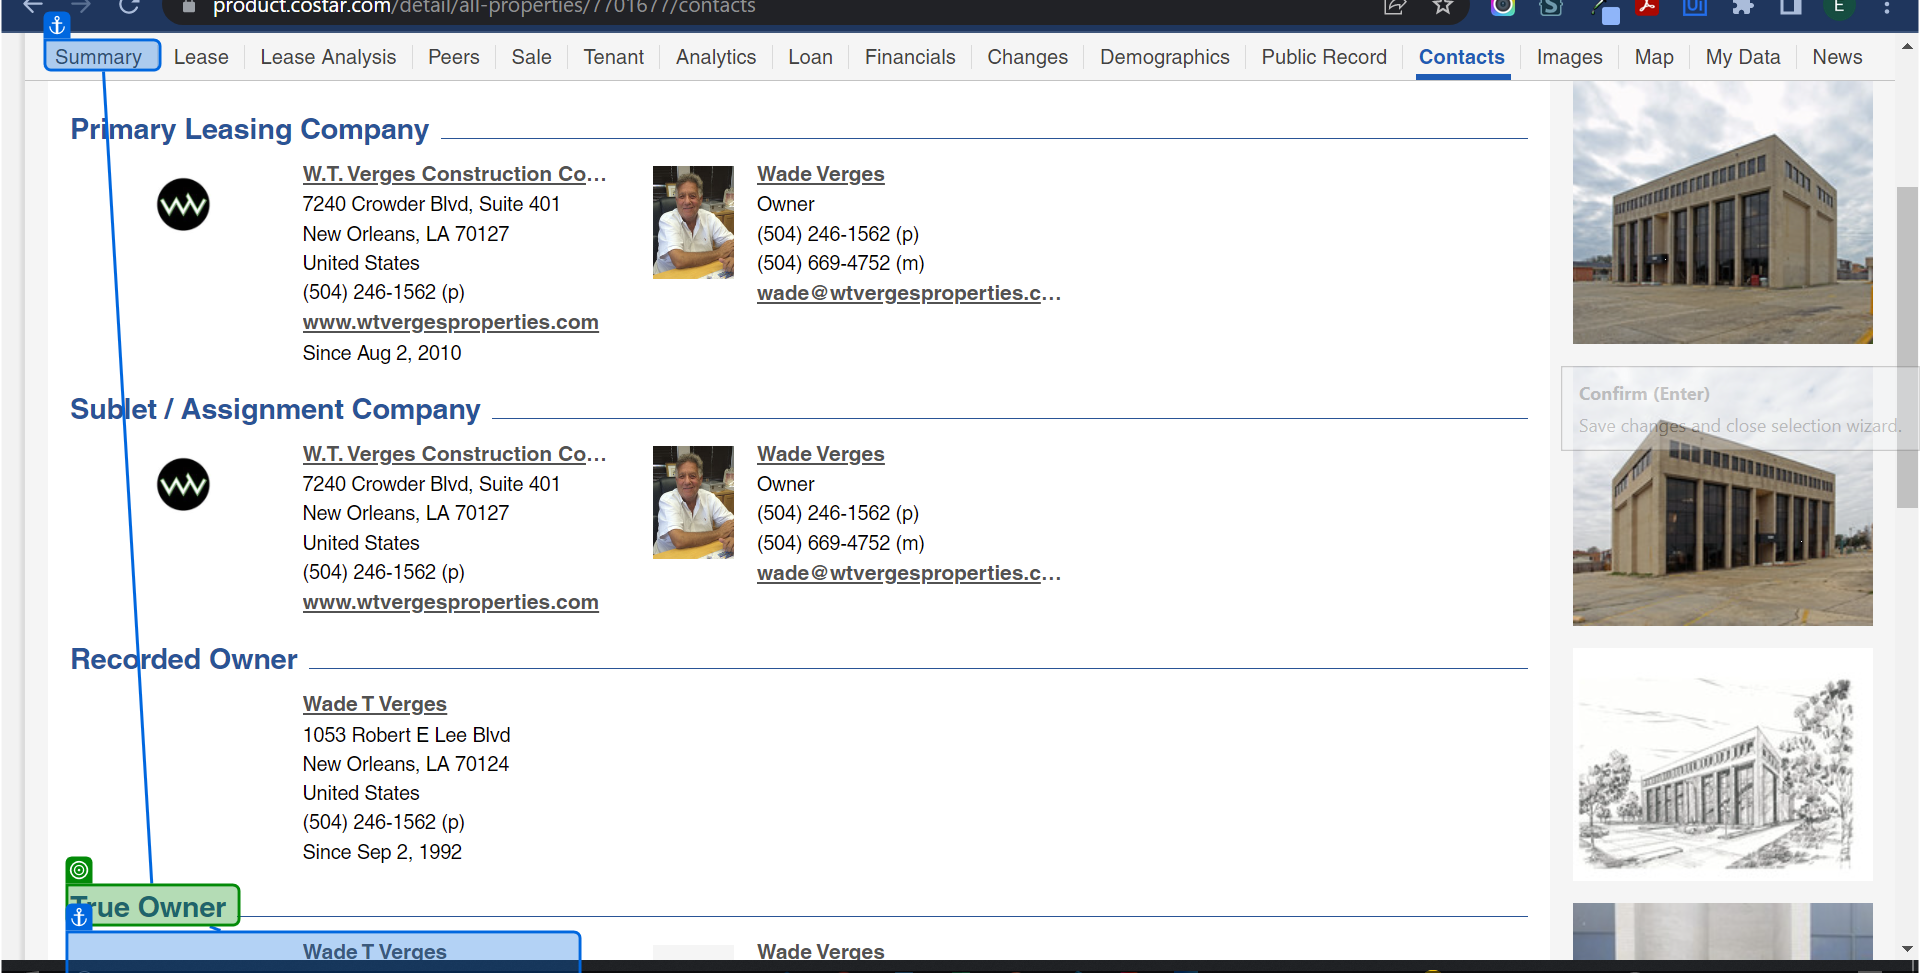 product.costar.com/detail/all-properties/7701677/contacts
E
Summary Lease Lease Analysis Peers Sale Tenant Analytics Loan Financials Changes Demographics Public Record Contacts Images Map My Data News
Primary Leasing Company
W.T. Verges Construction Co...
7240 Crowder Blvd, Suite 401
New Orleans, LA 70127
United States
(504) 246-1562 (p)
www.wtvergesproperties.com
Since Aug 2, 2010
Wade Verges
Owner
(504) 246-1562 (p)
(504) 669-4752 (m)
wade@wtvergesproperties.c...
Sublet / Assignment Company
W.T. Verges Construction Co...
7240 Crowder Blvd, Suite 401
New Orleans, LA 70127
United States
(504) 246-1562 (p)
www.wtvergesproperties.com
Wade Verges
Owner
(504) 246-1562 (p)
(504) 669-4752 (m)
wade@wtvergesproperties.c...
Confirm (Enter)
Save changes and close selection wizard.
Recorded Owner
Wade T Verges
1053 Robert E Lee Blvd
New Orleans, LA 70124
United States
(504) 246-1562 (p)
Since Sep 2, 1992
True Owner
Wade T Verges
Wade Verges